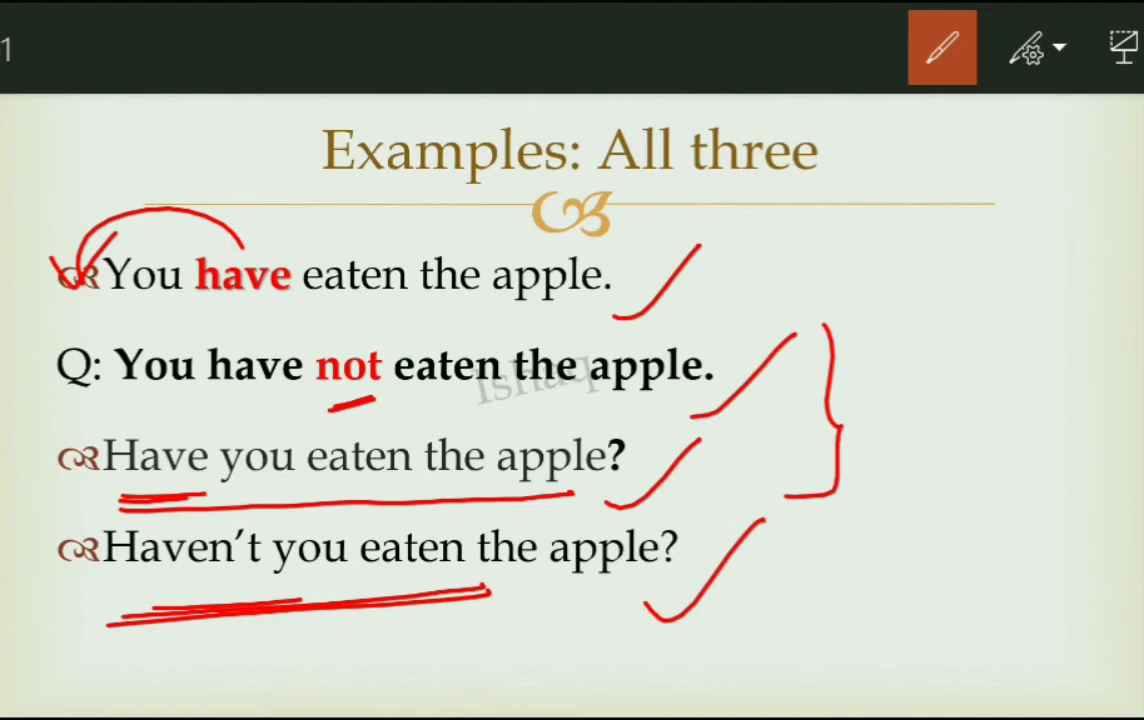 1
Examples: All three
You have eaten the apple.
Q: You have not eaten the apple.
Ishaq
Have you eaten the apple?
Haven't you eaten the apple?